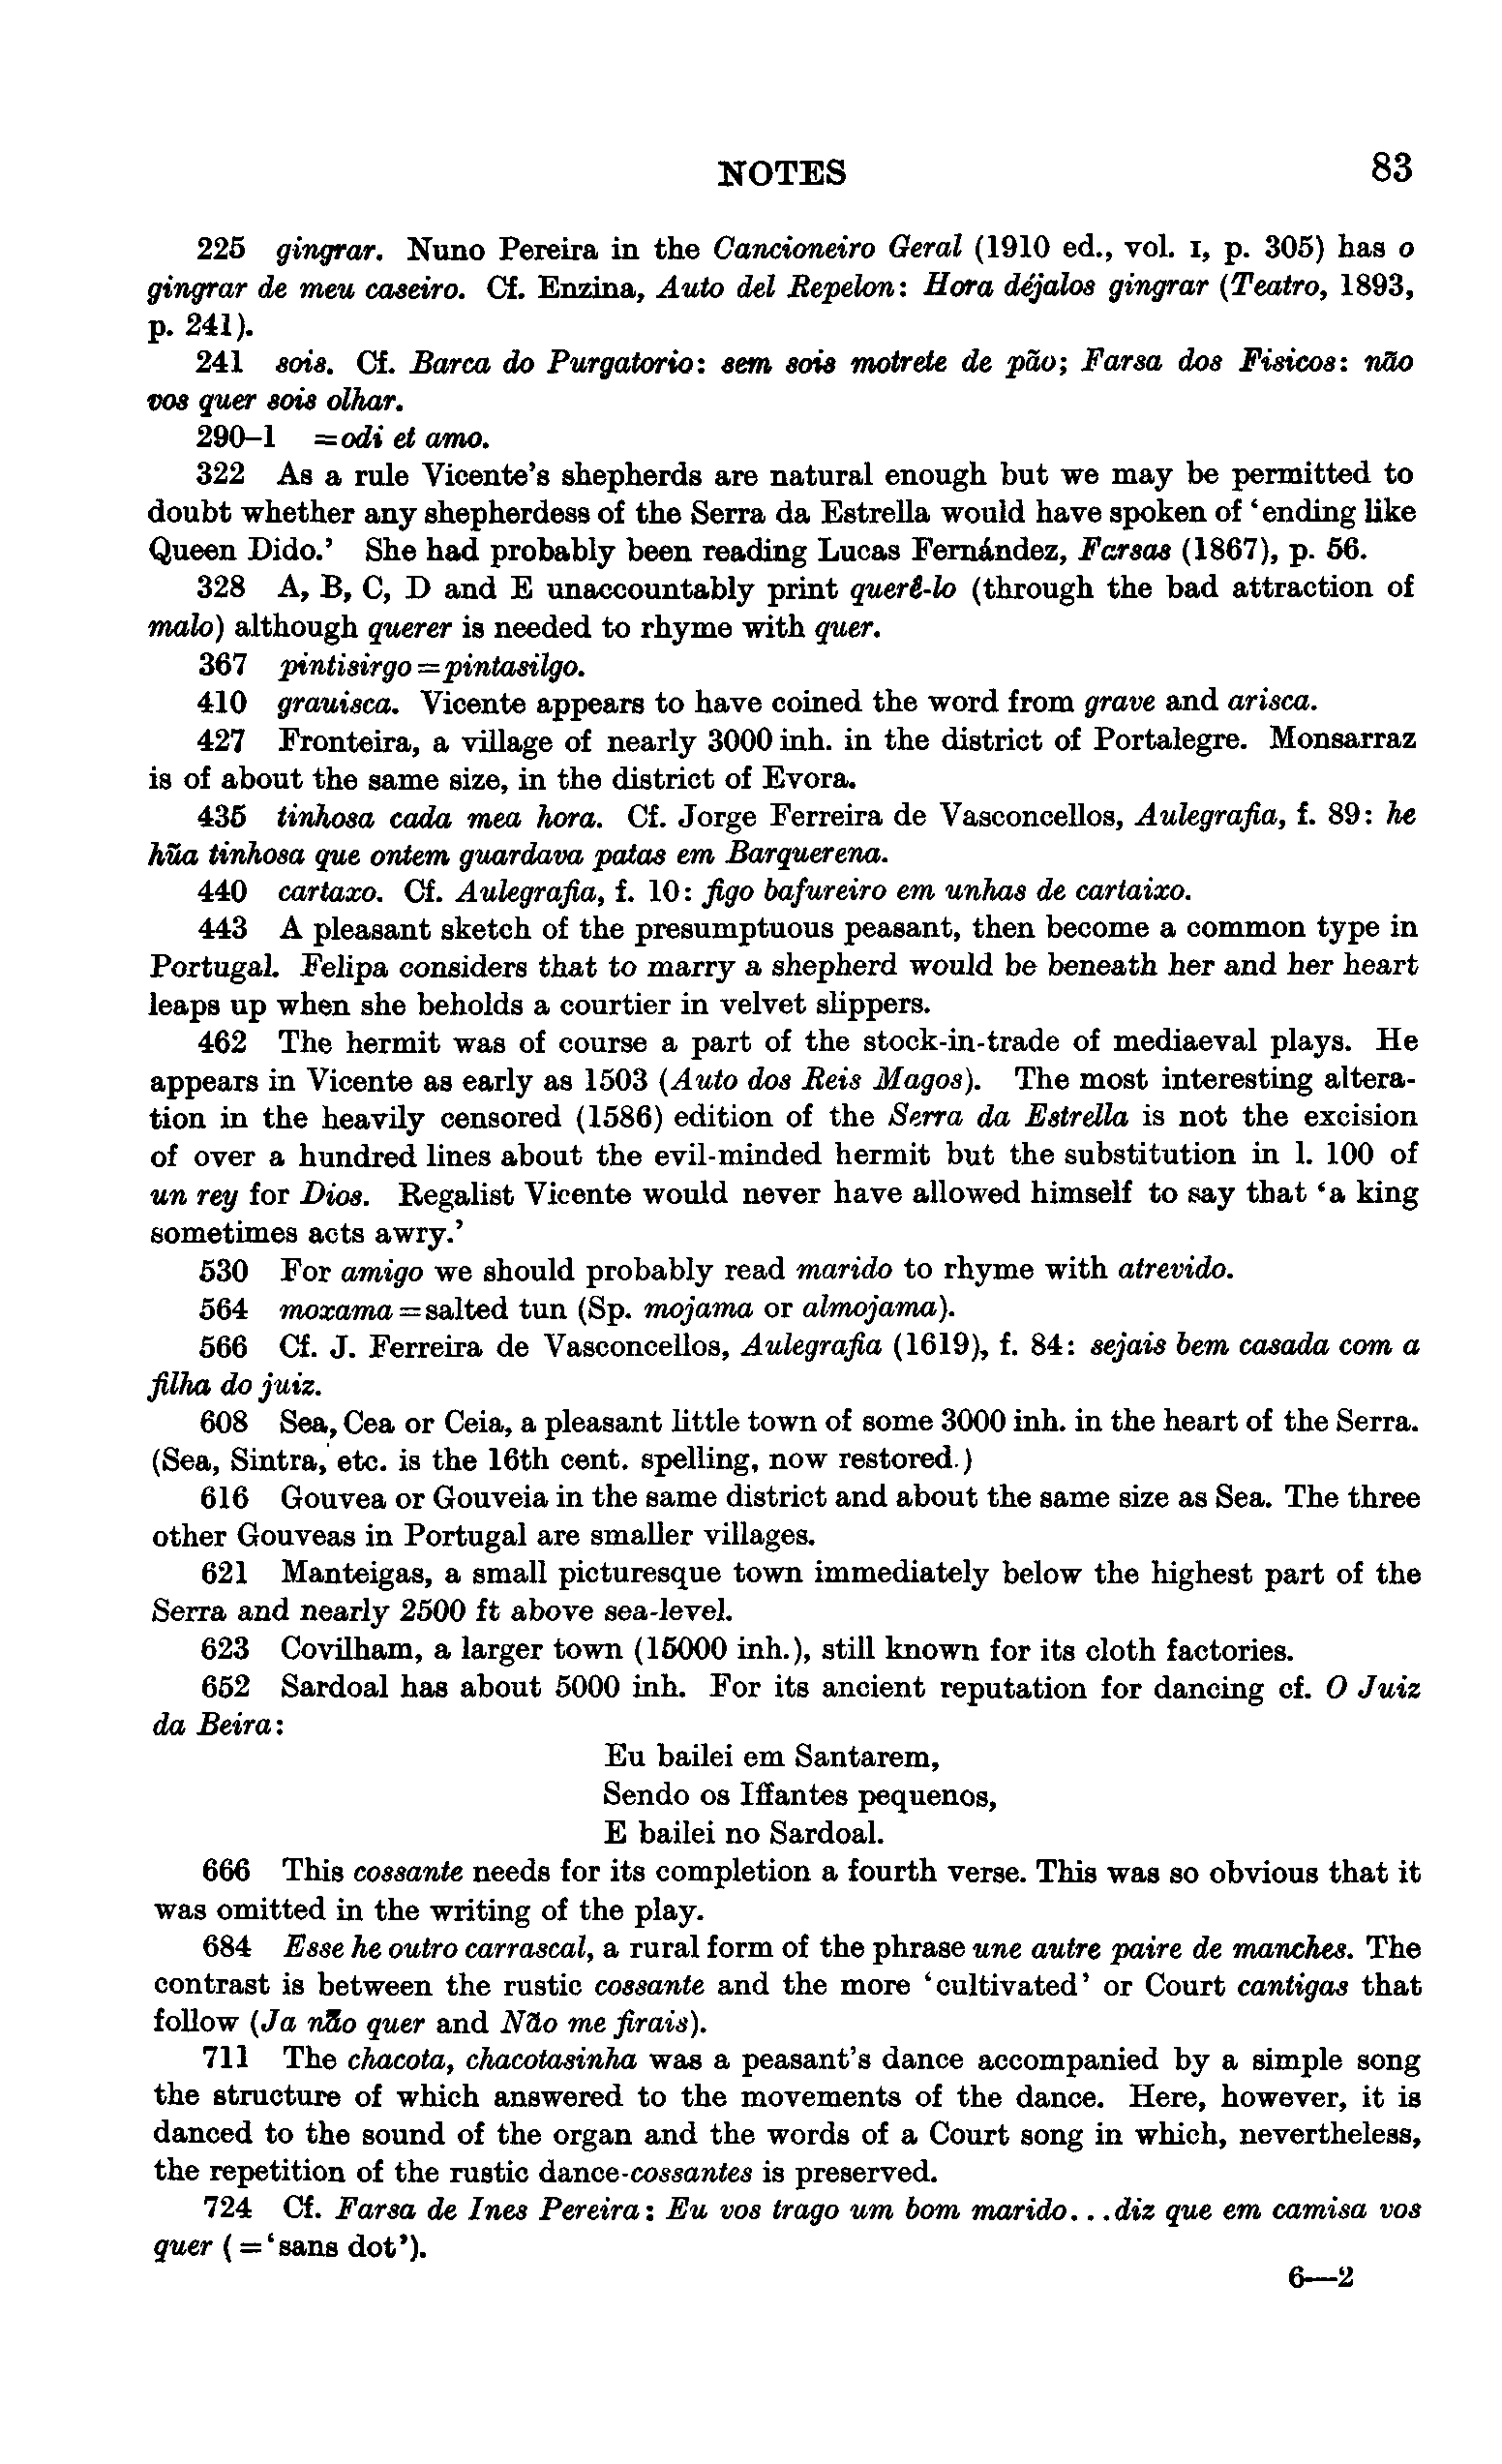 NOTES 83
225 gingrar. Nuno Pereira in the Cancioneiro Geral (1910 ed., vol. I, p. 305) has o
gingrar de meu caseiro. Cf. Enzina, Auto del Repelon: Hora déjalos gingrar (Teatro, 1893,
p. 241).
241 sois. Cf. Barca do Purgatorio: sem sois motrete de pão; Farsa dos Fisicos: não
vos quer sois olhar.
290–1 =odi et amo.
322 As a rule Vicente's shepherds are natural enough but we may be permitted to
doubt whether any shepherdess of the Serra da Estrella would have spoken of 'ending like
Queen Dido.' She had probably been reading Lucas Fernández, Farsas (1867), p. 56.
328 A, B, C, D and E unaccountably print querê-lo (through the bad attraction of
malo) although querer is needed to rhyme with quer.
367 pintisirgo=pintasilgo.
410 grauisca. Vicente appears to have coined the word from grave and arisca.
427 Fronteira, a village of nearly 3000 inh. in the district of Portalegre. Monsarraz
is of about the same size, in the district of Evora.
435 tinhosa cada mea hora. Cf. Jorge Ferreira de Vasconcellos, Aulegrafia, f. 89: he
hũa tinhosa que ontem guardava patas em Barquerena.
440 cartaxo. Cf. Aulegrafia, f. 10: figo bafureiro em unhas de cartaixo.
443 A pleasant sketch of the presumptuous peasant, then become a common type in
Portugal. Felipa considers that to marry a shepherd would be beneath her and her heart
leaps up when she beholds a courtier in velvet slippers.
462 The hermit was of course a part of the stock-in-trade of mediaeval plays. He
appears in Vicente as early as 1503 (Auto dos Reis Magos). The most interesting altera-
tion in the heavily censored (1586) edition of the Serra da Estrella is not the excision
of over a hundred lines about the evil-minded hermit but the substitution in l. 100 of
un rey for Dios. Regalist Vicente would never have allowed himself to say that 'a king
sometimes acts awry.'
530 For amigo we should probably read marido to rhyme with atrevido.
564 moxama=salted tun (Sp. mojama or almojama).
566 Cf. J. Ferreira de Vasconcellos, Aulegrafia (1619), f. 84: sejais bem casada com a
filha do juiz.
608 Sea, Cea or Ceia, a pleasant little town of some 3000 inh. in the heart of the Serra.
(Sea, Sintra, etc. is the 16th cent. spelling, now restored.)
616 Gouvea or Gouveia in the same district and about the same size as Sea. The three
other Gouveas in Portugal are smaller villages.
621 Manteigas, a small picturesque town immediately below the highest part of the
Serra and nearly 2500 ft above sea-level.
623 Covilham, a larger town (15000 inh.), still known for its cloth factories.
652 Sardoal has about 5000 inh. For its ancient reputation for dancing cf. O Juiz
da Beira:
Eu bailei em Santarem,
Sendo os Iffantes pequenos,
E bailei no Sardoal.
666 This cossante needs for its completion a fourth verse. This was so obvious that it
was omitted in the writing of the play.
684 Esse he outro carrascal, a rural form of the phrase une autre paire de manches. The
contrast is between the rustic cossante and the more 'cultivated' or Court cantigas that
follow (Ja não quer and Não me firais).
711 The chacota, chacotasinha was a peasant's dance accompanied by a simple song
the structure of which answered to the movements of the dance. Here, however, it is
danced to the sound of the organ and the words of a Court song in which, nevertheless,
the repetition of the rustic dance-cossantes is preserved.
724 Cf. Farsa de Ines Pereira: Eu vos trago um bom marido...diz que em camisa vos
quer (='sans dot').
6—2